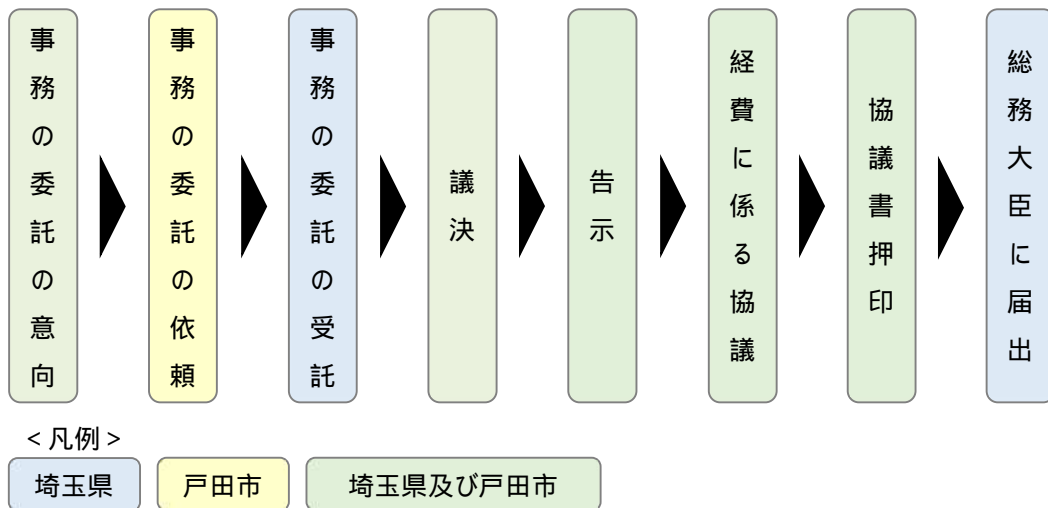 事務の委託の意向
事務の委託の依頼
事務の委託の受託
議決
告示
経費に係る協議
協議書押印
総務大臣に届出
<凡例>
埼玉県
戸田市
埼玉県及び戸田市